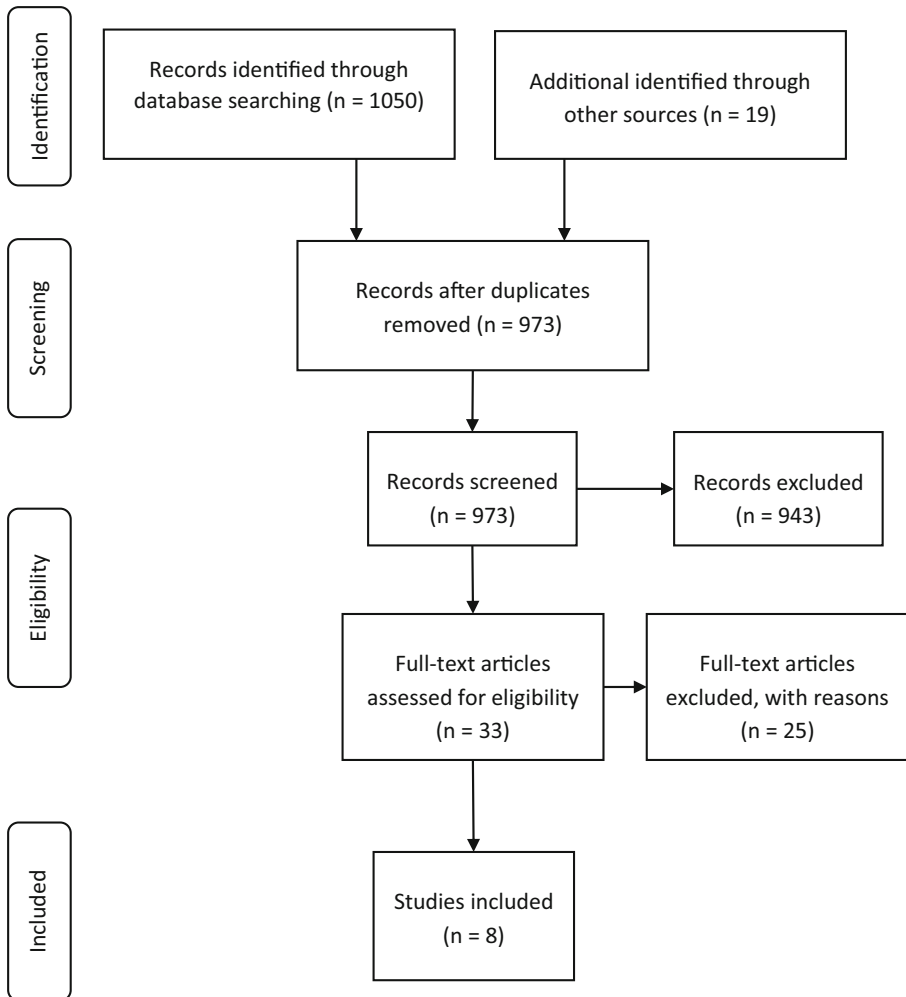 Identification
Records identified through
database searching (n = 1050)
Additional identified through
other sources (n = 19)
Screening
Records after duplicates
removed (n = 973)
Records screened
(n = 973)
Records excluded
(n = 943)
Eligibility
Full-text articles
assessed for eligibility
(n = 33)
Full-text articles
excluded, with reasons
(n = 25)
Included
Studies included
(n = 8)